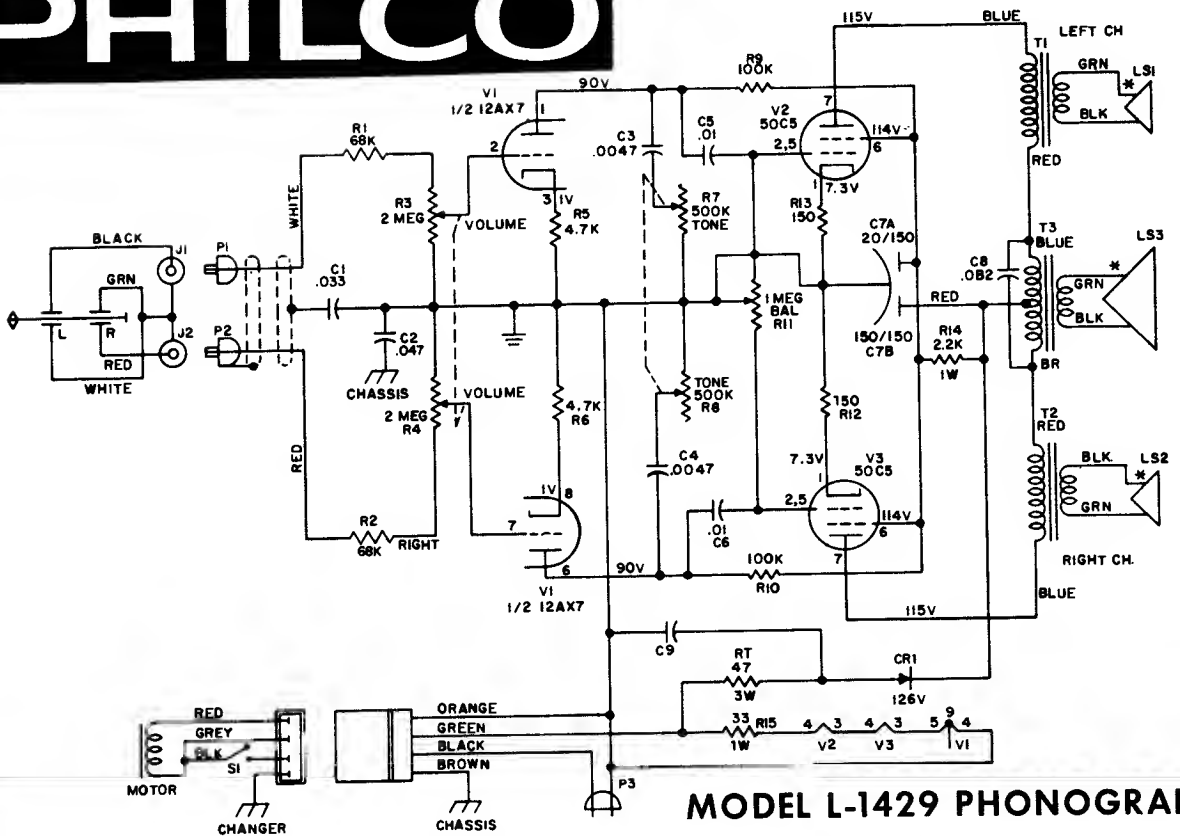 PHILCO
115V BLUE
LEFT CH
T1
GRN
*
LS1
BLK
RED
R9
100K
90V
V1
1/2 12AX7
1
2
3
1V
R1
68K
WHITE
R3
2 MEG
VOLUME
R5
4.7K
C3
.0047
C5
.01
R7
500K
TONE
V2
50C5
7
2,5
114V
6
1
7.3V
R13
150
C7A
20/150
T3
BLUE
C8
.082
GRN
*
LS3
BLK
BR
BLACK
J1
P1
GRN
C1
.033
L
R
J2
P2
RED
WHITE
C2
.047
CHASSIS
1 MEG
BAL
R11
RED
150/150
C7B
R14
2.2K
1W
2 MEG
R4
VOLUME
4.7K
R6
TONE
500K
R8
150
R12
T2
RED
BLK.
*
LS2
GRN
RED
C4
.0047
7.3V
1
V3
50C5
2,5
114V
6
7
1V
8
7
6
R2
68K
RIGHT
.01
C6
90V
100K
R10
V1
1/2 12AX7
RIGHT CH.
BLUE
115V
C9
RT
47
3W
CR1
126V
RED
GREY
BLK
S1
MOTOR
CHANGER
ORANGE
GREEN
BLACK
BROWN
CHASSIS
33
R15
1W
4 3
V2
4 3
V3
5 9 4
V1
P3
MODEL L-1429 PHONOGRA